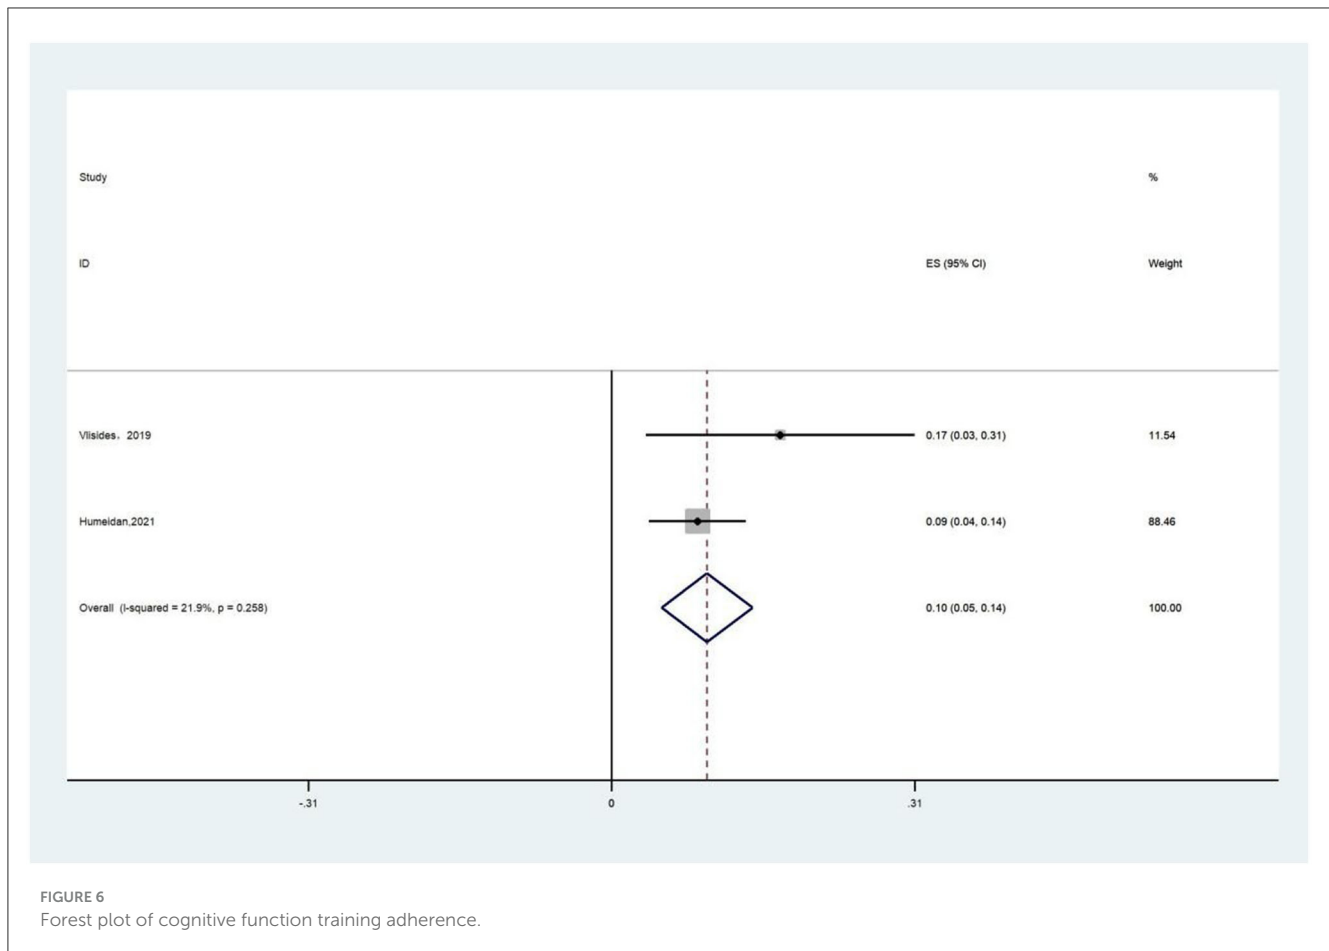 Study %
ID ES (95% CI) Weight
Vlisides，2019 0.17 (0.03, 0.31) 11.54
Humeidan,2021 0.09 (0.04, 0.14) 88.46
Overall (I-squared = 21.9%, p = 0.258) 0.10 (0.05, 0.14) 100.00
-.31 0 .31
FIGURE 6
Forest plot of cognitive function training adherence.